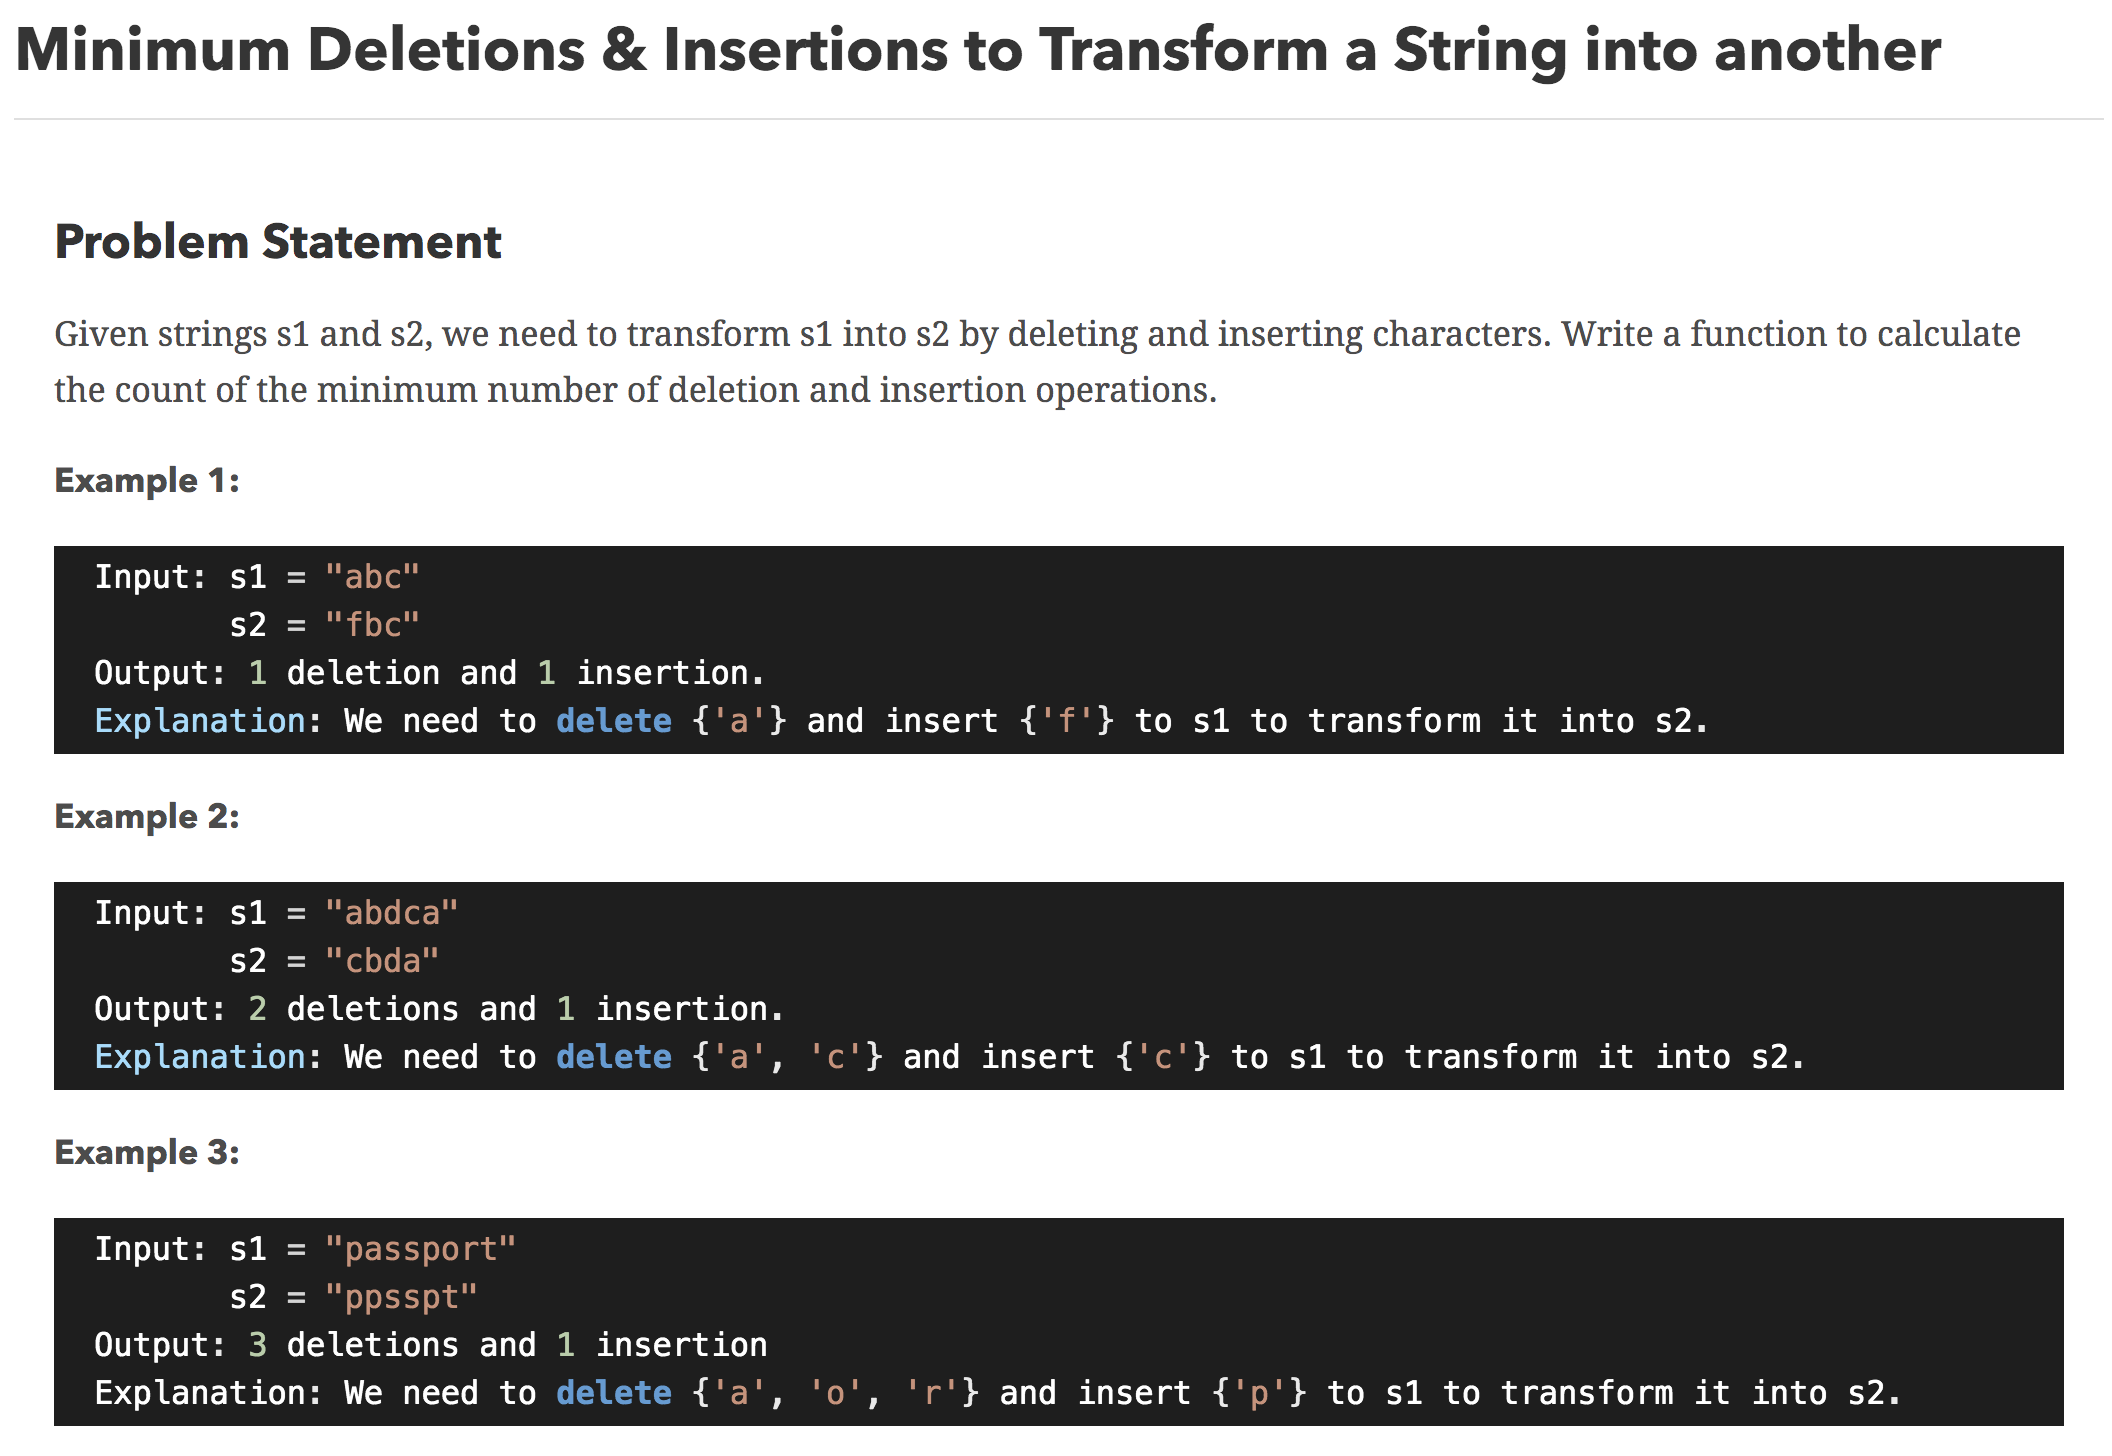 Minimum Deletions & Insertions to Transform a String into another
Problem Statement
Given strings s1 and s2, we need to transform s1 into s2 by deleting and inserting characters. Write a function to calculate
the count of the minimum number of deletion and insertion operations.
Example 1:
Input: s1 = "abc"
s2 = "fbc"
Output: 1 deletion and 1 insertion.
Explanation: We need to delete {'a'} and insert {'f'} to s1 to transform it into s2.
Example 2:
Input: s1 = "abdca"
s2 = "cbda"
Output: 2 deletions and 1 insertion.
Explanation: We need to delete {'a', 'c'} and insert {'c'} to s1 to transform it into s2.
Example 3:
Input: s1 = "passport"
s2 = "ppsspt"
Output: 3 deletions and 1 insertion
Explanation: We need to delete {'a', 'o', 'r'} and insert {'p'} to s1 to transform it into s2.